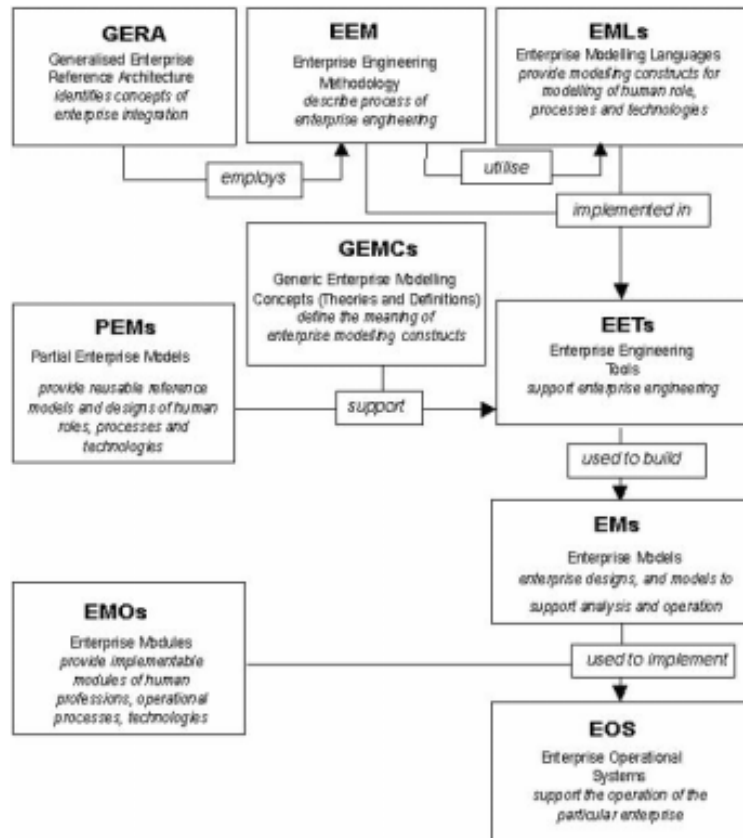 GERA
Generalised Enterprise
Reference Architecture
identifies concepts of
enterprise integration
EEM
Enterprise Engineering
Methodology
describe process of
enterprise engineering
EMLs
Enterprise Modelling Languages
provide modelling constructs for
modelling of human role,
processes and technologies
employs
utilise
implemented in
GEMCs
Generic Enterprise Modelling
Concepts (Theories and Definitions)
define the meaning of
enterprise modelling constructs
PEMs
Partial Enterprise Models
provide reusable reference
models and designs of human
roles, processes and
technologies
EETs
Enterprise Engineering
Tools
support enterprise engineering
support
used to build
EMs
Enterprise Models
enterprise designs, and models to
support analysis and operation
EMOs
Enterprise Modules
provide implementable
modules of human
professions, operational
processes, technologies
used to implement
EOS
Enterprise Operational
Systems
support the operation of the
particular enterprise